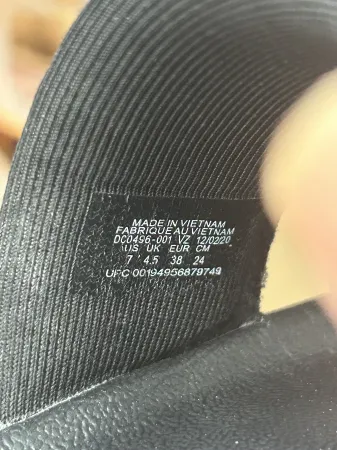 MADE IN VIETNAM
FABRIQUE AU VIETNAM
DC0496-001 VZ 12/02/20
US UK EUR CM
7 4.5 38 24
UPC 00194956879749